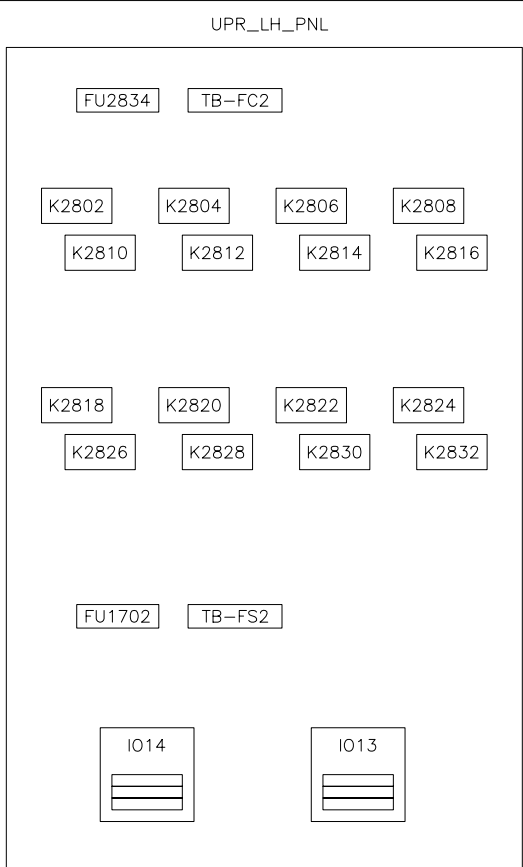 UPR_LH_PNL
FU2834 TB-FC2
K2802 K2804 K2806 K2808
K2810 K2812 K2814 K2816
K2818 K2820 K2822 K2824
K2826 K2828 K2830 K2832
FU1702 TB-FS2
IO14 IO13